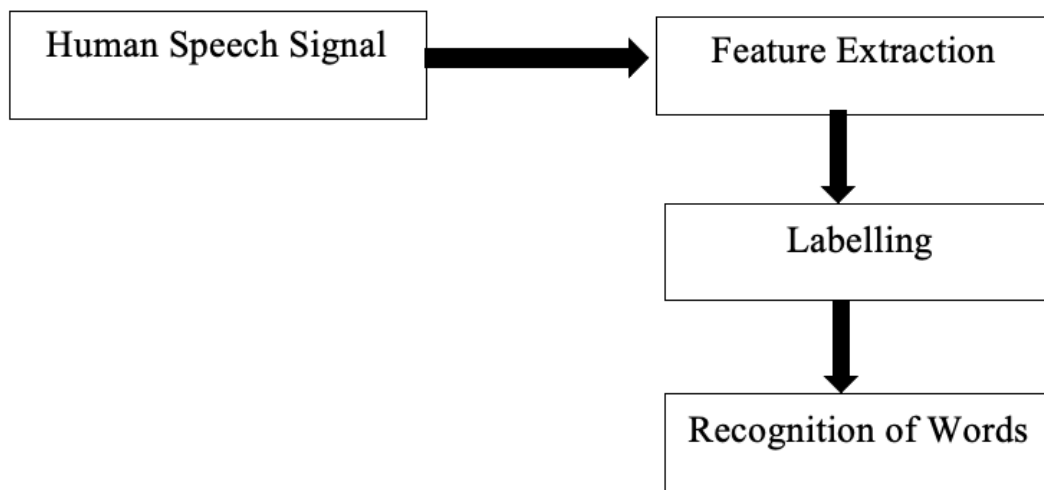 Human Speech Signal
Feature Extraction
Labelling
Recognition of Words